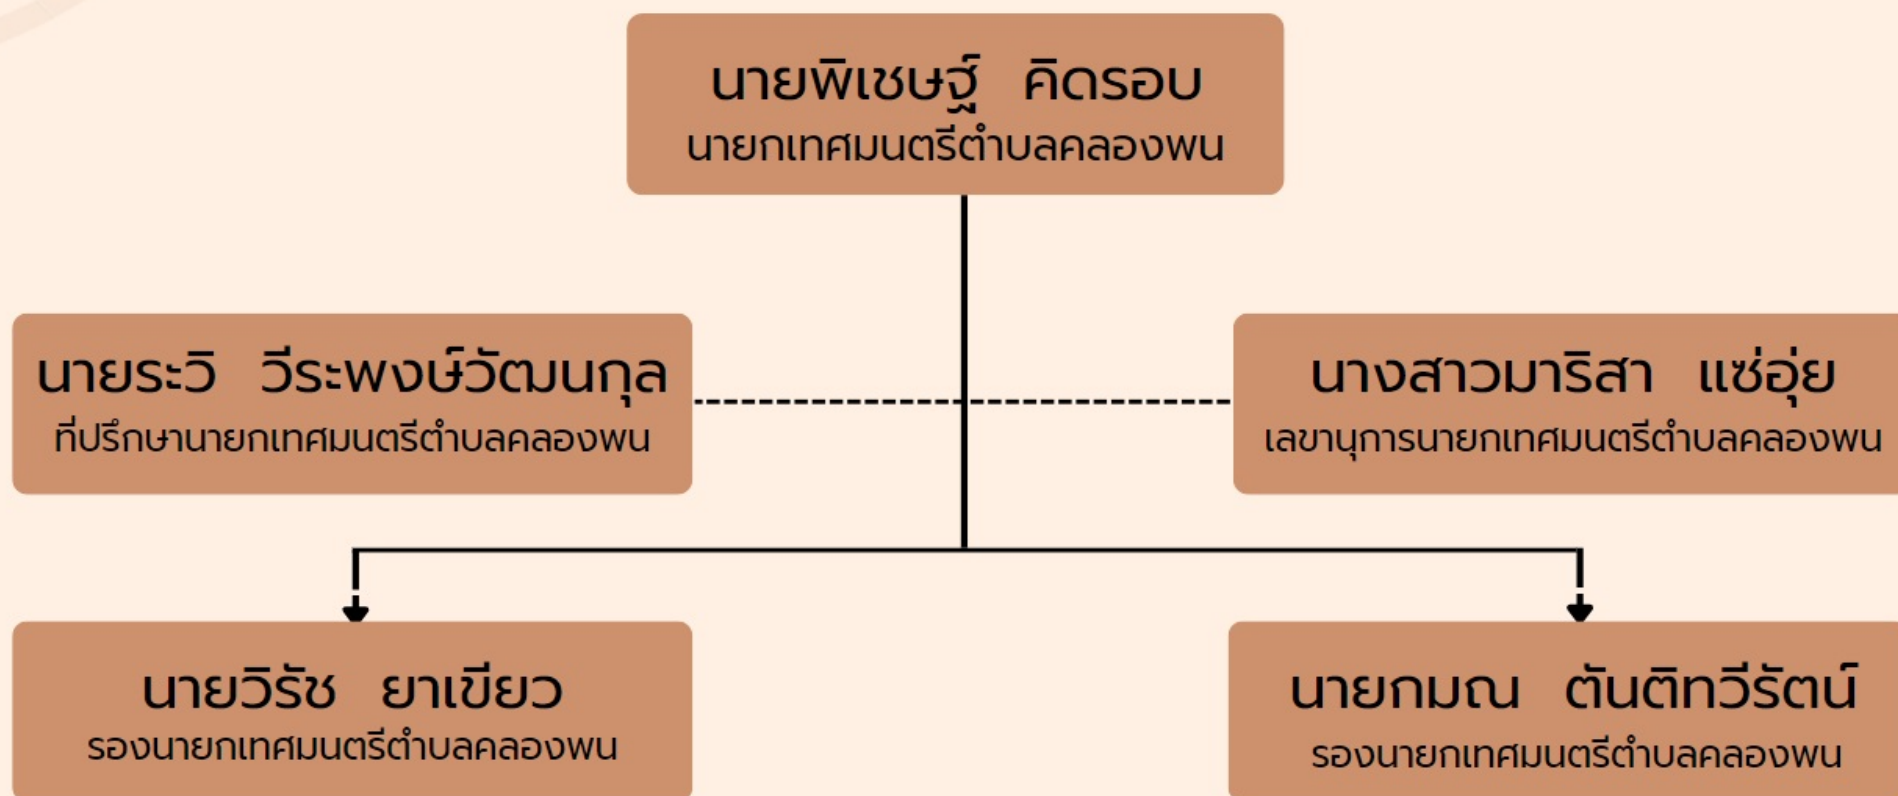 นายพิเชษฐ์ คิดรอบ
นายกเทศมนตรีตำบลคลองพน
นายระวิ วีระพงษ์วัฒนกุล
ที่ปรึกษานายกเทศมนตรีตำบลคลองพน
นางสาวมาริสา แซ่อุ่ย
เลขานุการนายกเทศมนตรีตำบลคลองพน
นายวิรัช ยาเขียว
รองนายกเทศมนตรีตำบลคลองพน
นายกมณ ตันติทวีรัตน์
รองนายกเทศมนตรีตำบลคลองพน